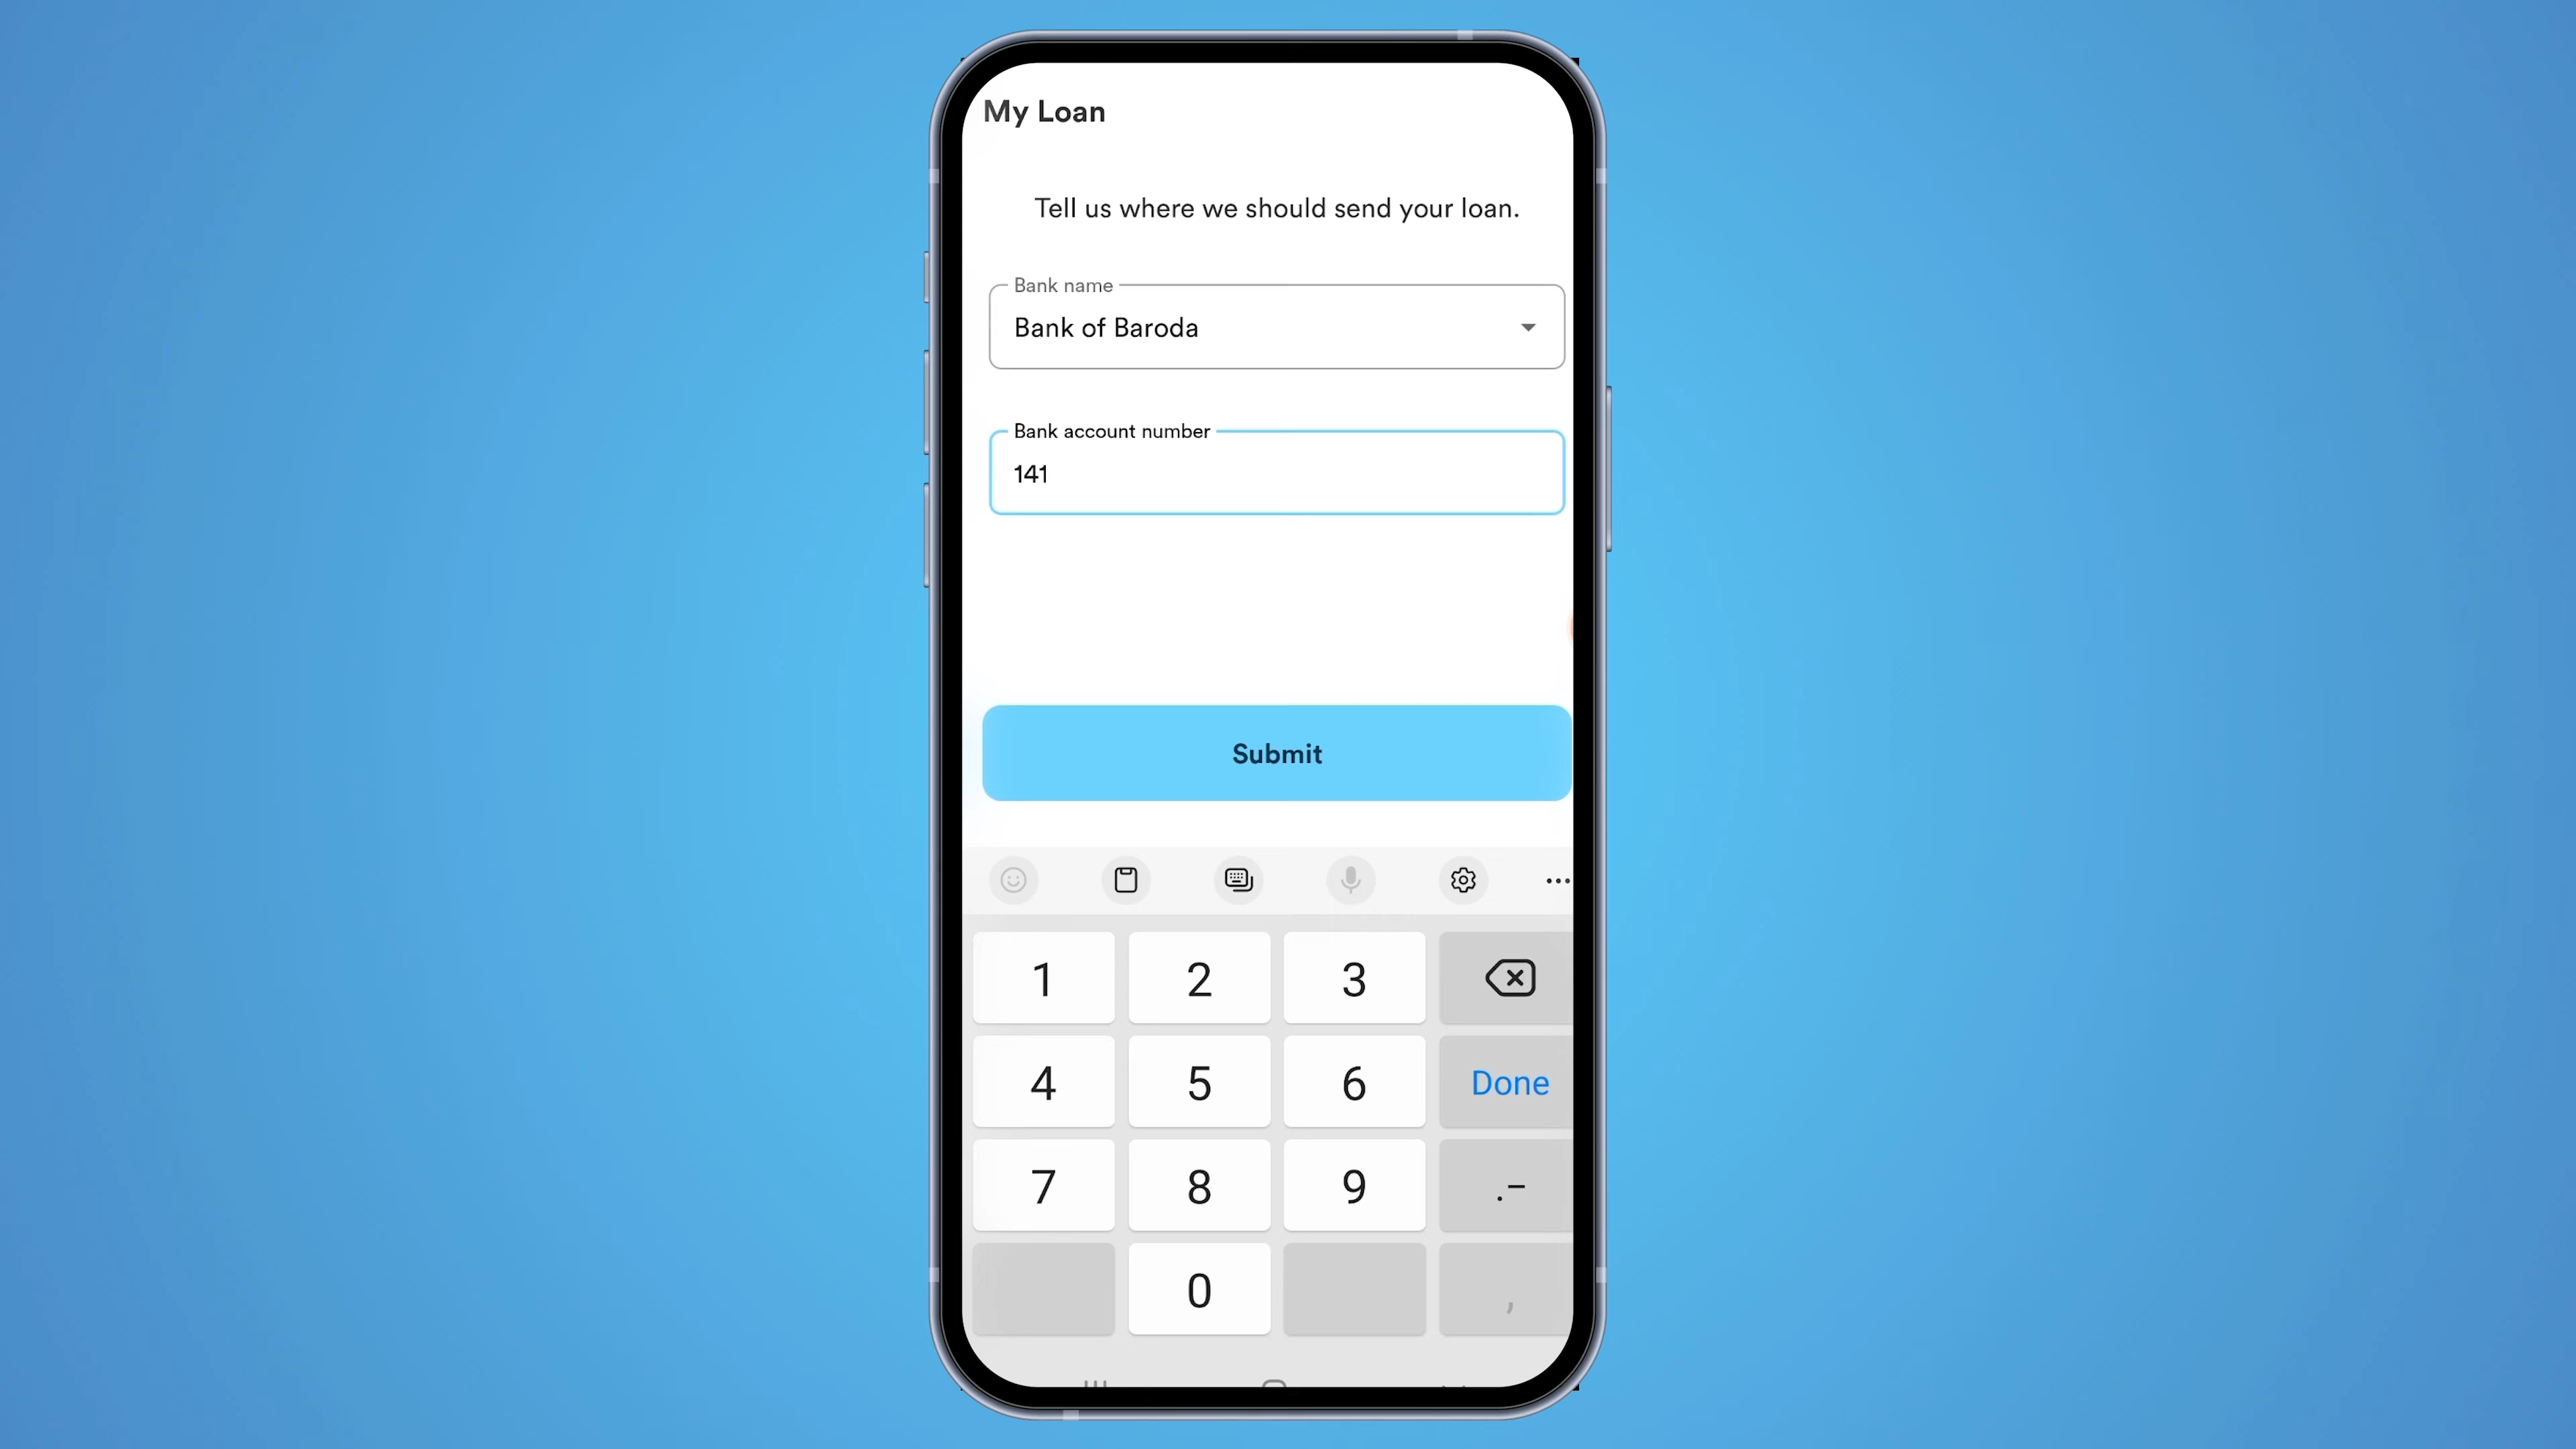 My Loan
Tell us where we should send your loan.
Bank name
Bank of Baroda
Bank account number
141
Submit
1 2 3
4 5 6 Done
7 8 9 .-
0 ,